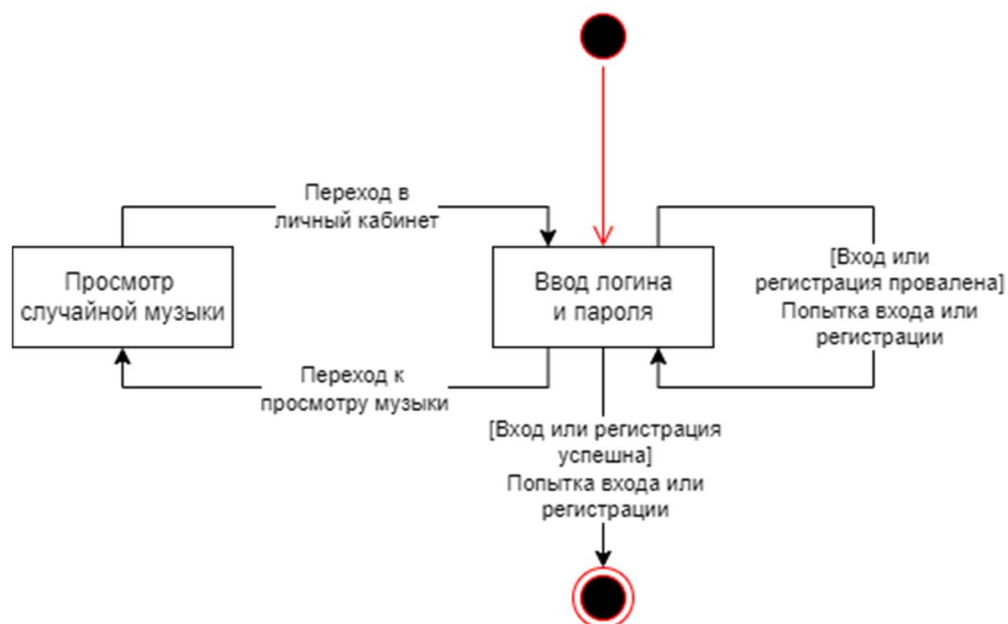 Переход в
личный кабинет
Просмотр
случайной музыки
Ввод логина
и пароля
[Вход или
регистрация провалена]
Попытка входа или
регистрации
Переход к
просмотру музыки
[Вход или регистрация
успешна]
Попытка входа или
регистрации